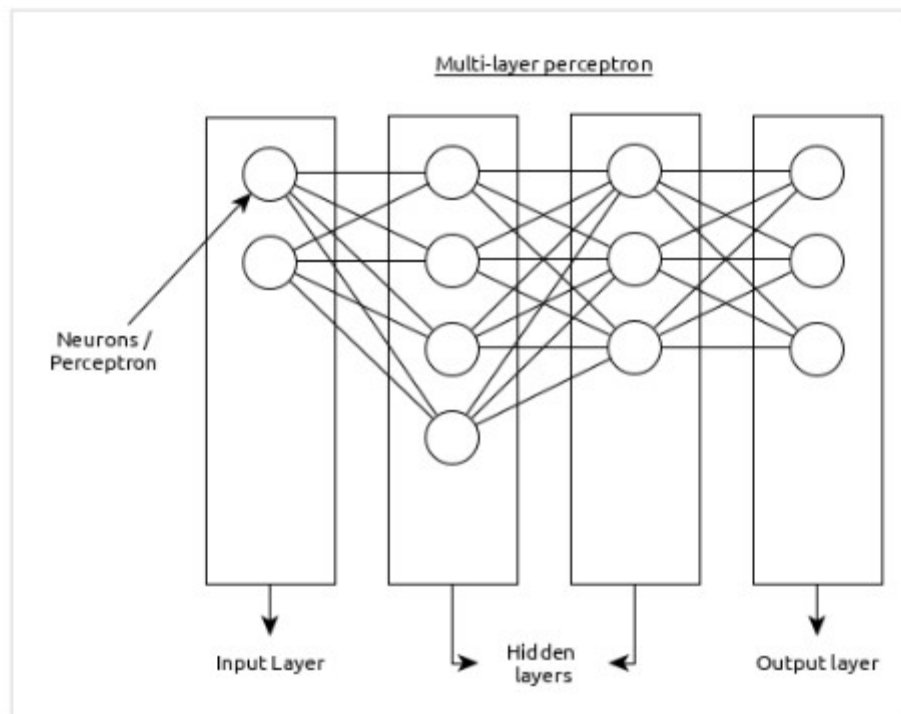 Multi-layer perceptron
Neurons /
Perceptron
Input Layer
Hidden
layers
Output layer